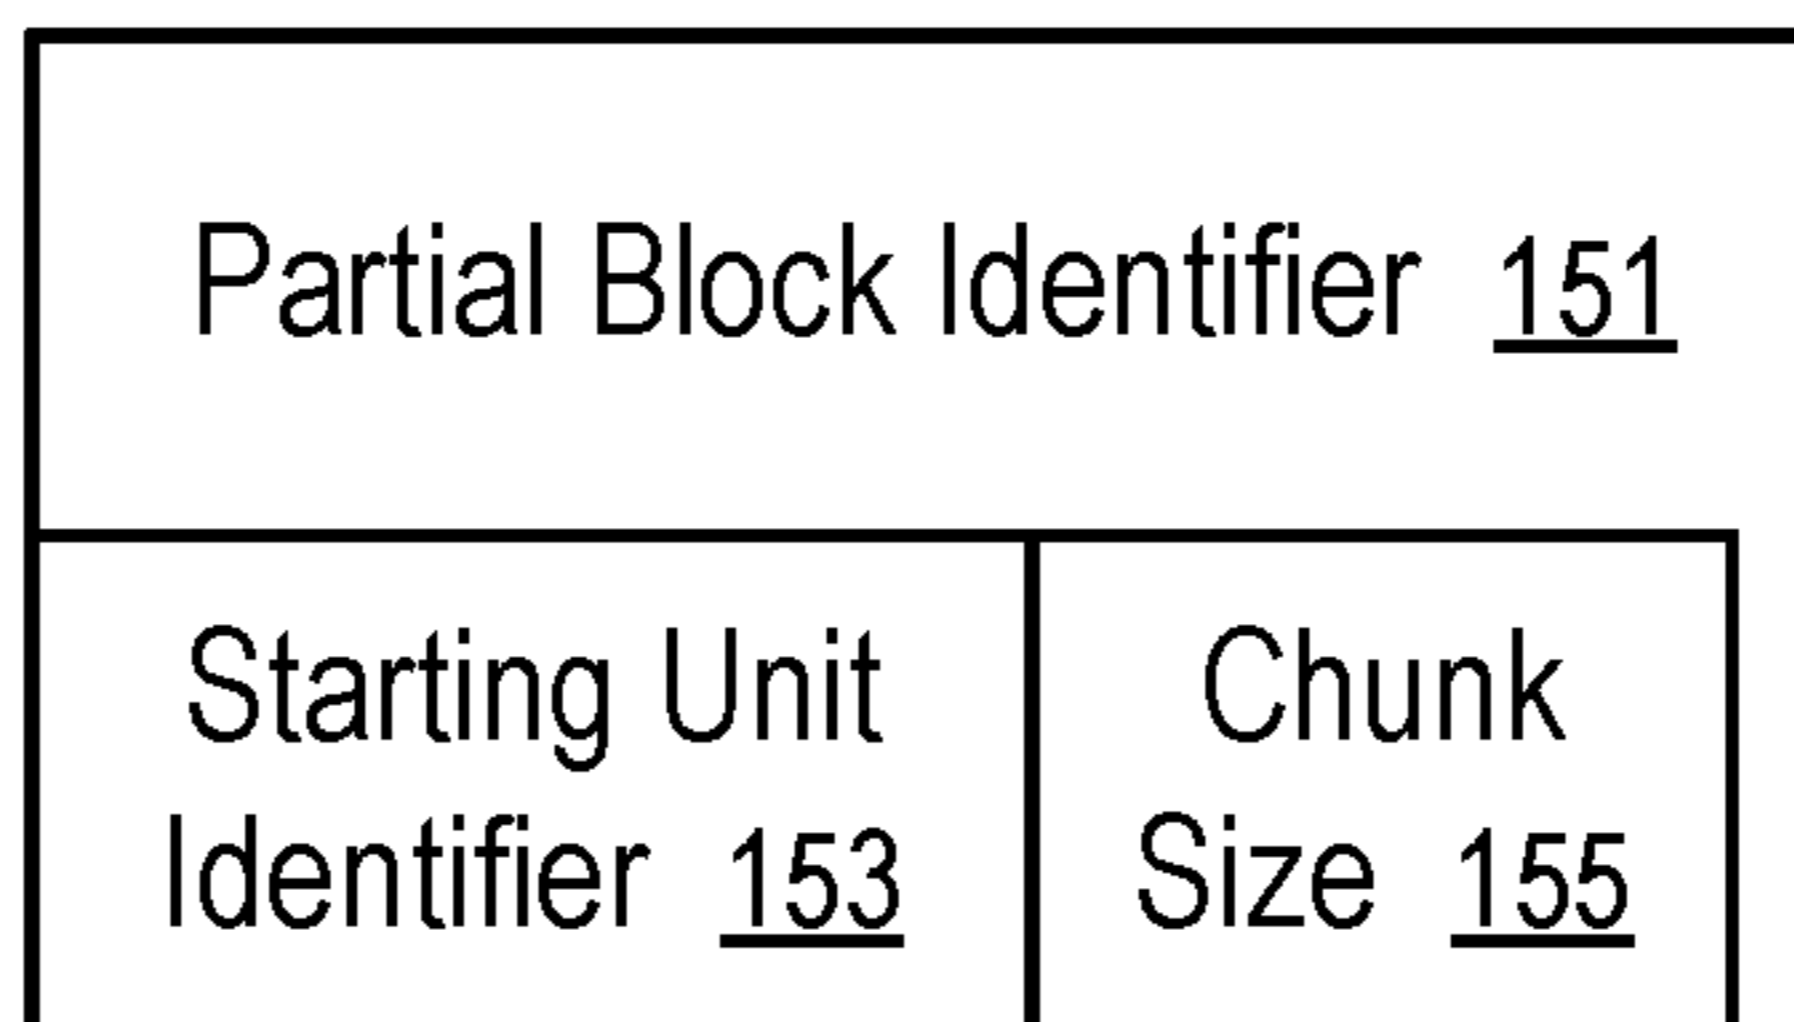 Partial Block Identifier 151
Starting Unit
Identifier 153
Chunk
Size 155